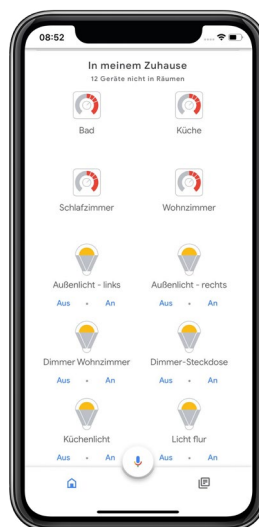 08:52
In meinem Zuhause
12 Geräte nicht in Räumen
Bad Küche
Schlafzimmer Wohnzimmer
Außenlicht - links Außenlicht - rechts
Aus • An Aus • An
Dimmer Wohnzimmer Dimmer-Steckdose
Aus • An Aus • An
Küchenlicht Licht flur
Aus • An Aus • An